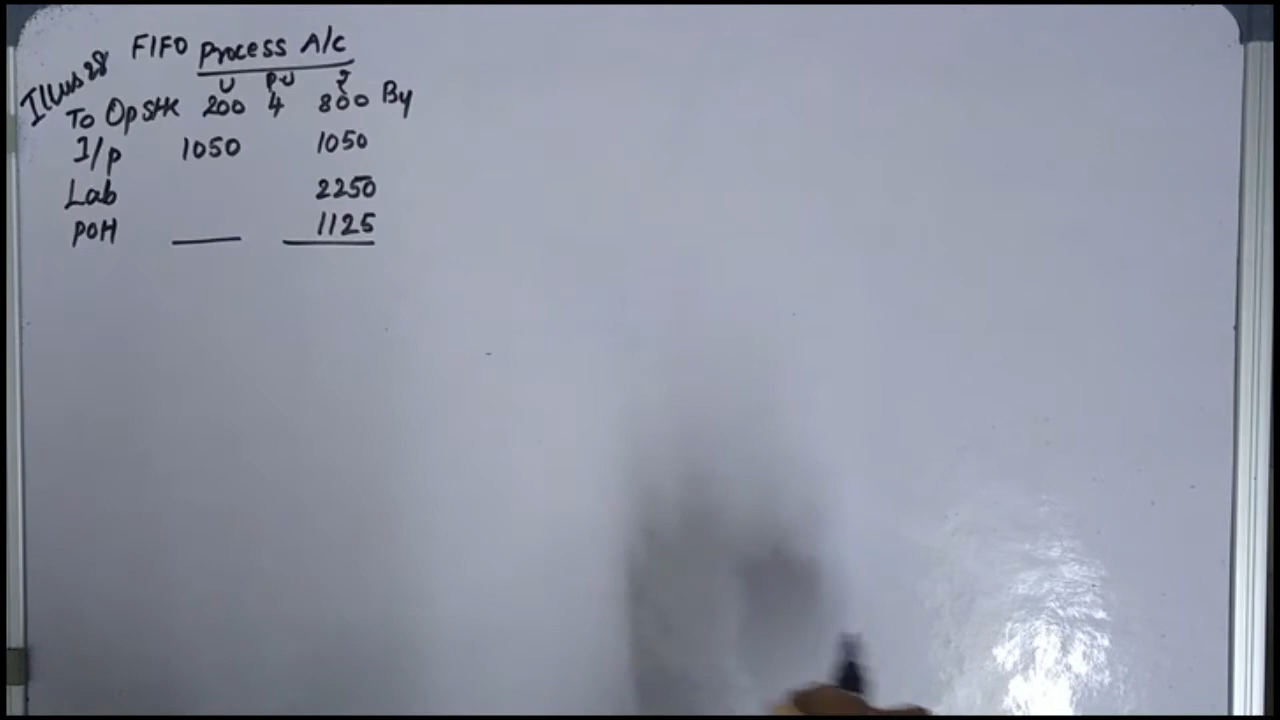 Illus 28
FIFO Process A/c
U PU ₹
To Op Stk 200 4 800 By
I/p 1050 1050
Lab 2250
POH 1125